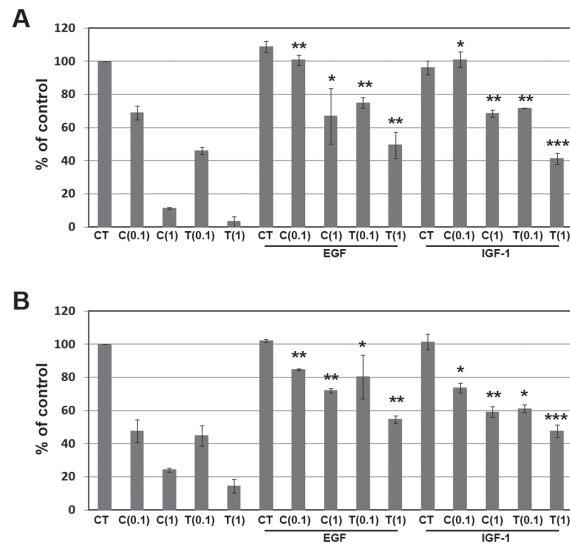 A
120
** *
100
* ** ** **
80
** ***
60
40
20
0
% of control
CT C(0.1) C(1) T(0.1) T(1) CT C(0.1) C(1) T(0.1) T(1) CT C(0.1) C(1) T(0.1) T(1)
EGF IGF-1
B
120
**
100
** * *
80
** ** *
60
***
40
20
0
% of control
CT C(0.1) C(1) T(0.1) T(1) CT C(0.1) C(1) T(0.1) T(1) CT C(0.1) C(1) T(0.1) T(1)
EGF IGF-1